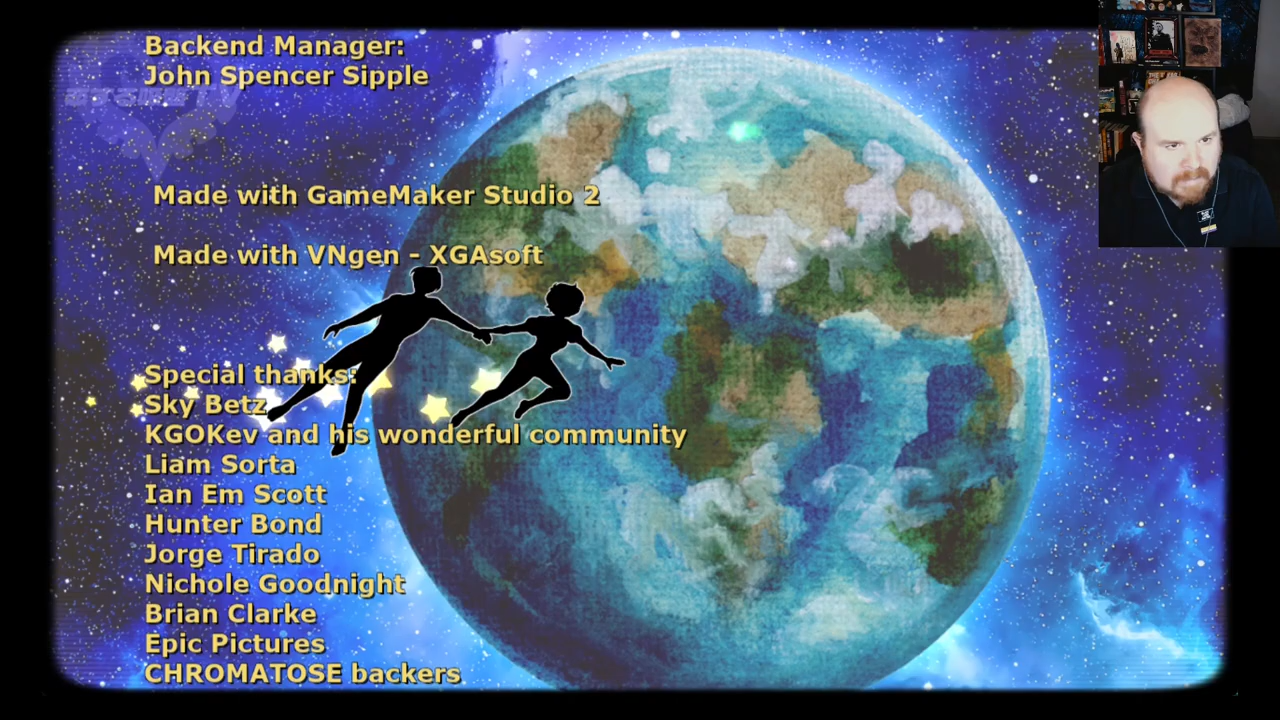 Backend Manager:
John Spencer Sipple
Made with GameMaker Studio 2
Made with VNgen - XGAsoft
Special thanks:
Sky Betz
KGOKev and his wonderful community
Liam Sorta
Ian Em Scott
Hunter Bond
Jorge Tirado
Nichole Goodnight
Brian Clarke
Epic Pictures
CHROMATOSE backers